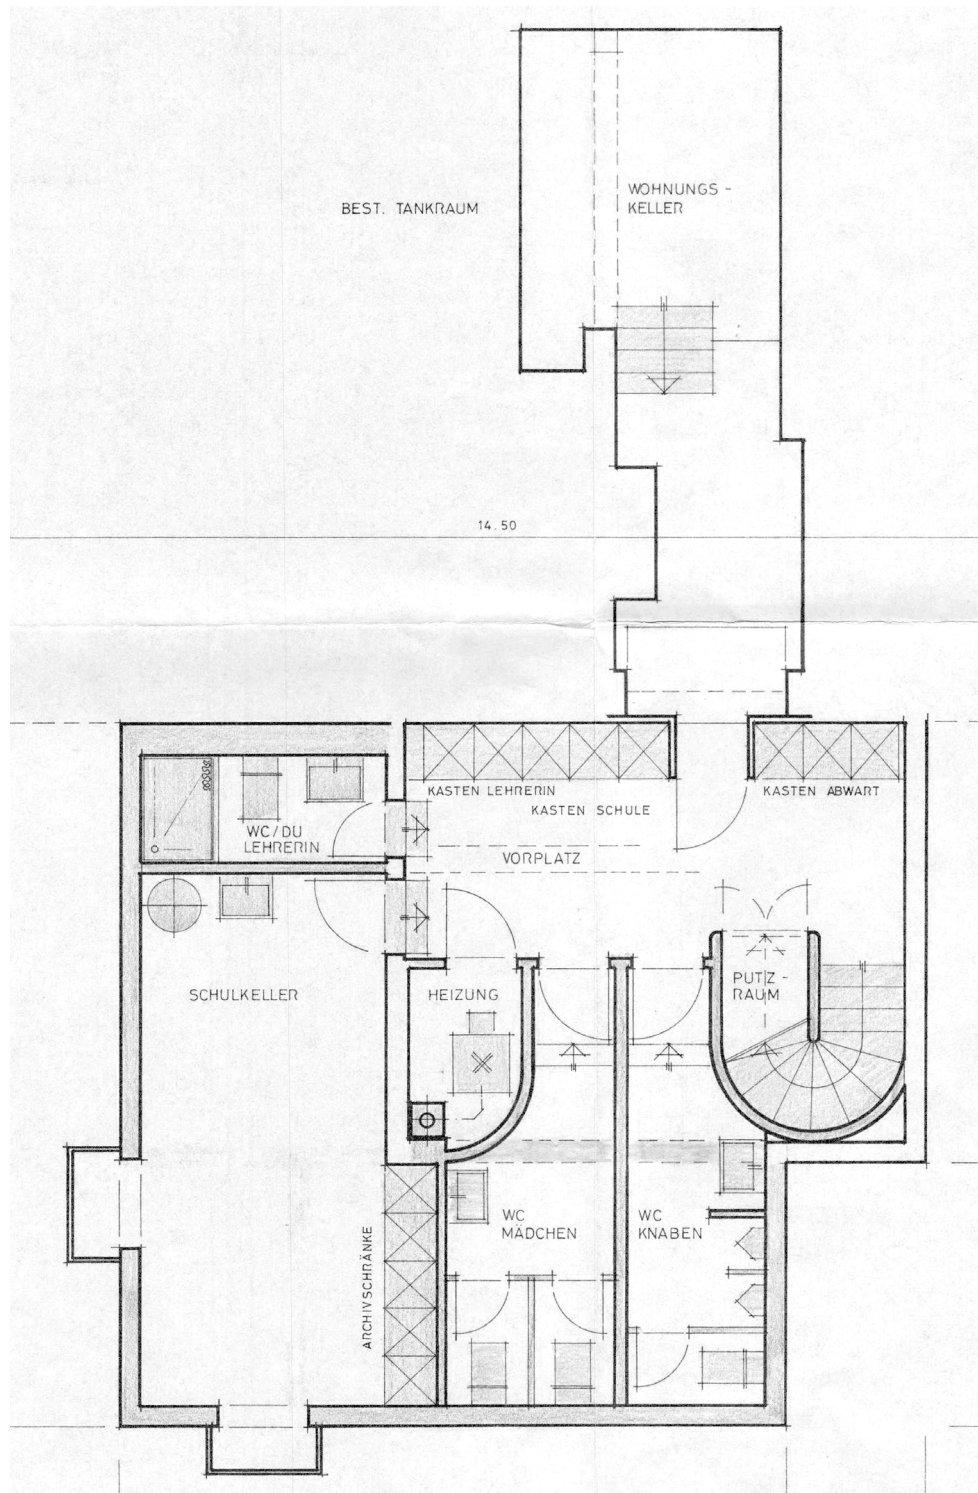 BEST. TANKRAUM
WOHNUNGS-
KELLER
14.50
KASTEN LEHRERIN
KASTEN SCHULE
KASTEN ABWART
WC/DU
LEHRERIN
VORPLATZ
SCHULKELLER
HEIZUNG
PUTZ-
RAUM
WC
MÄDCHEN
WC
KNABEN
ARCHIVSCHRÄNKE